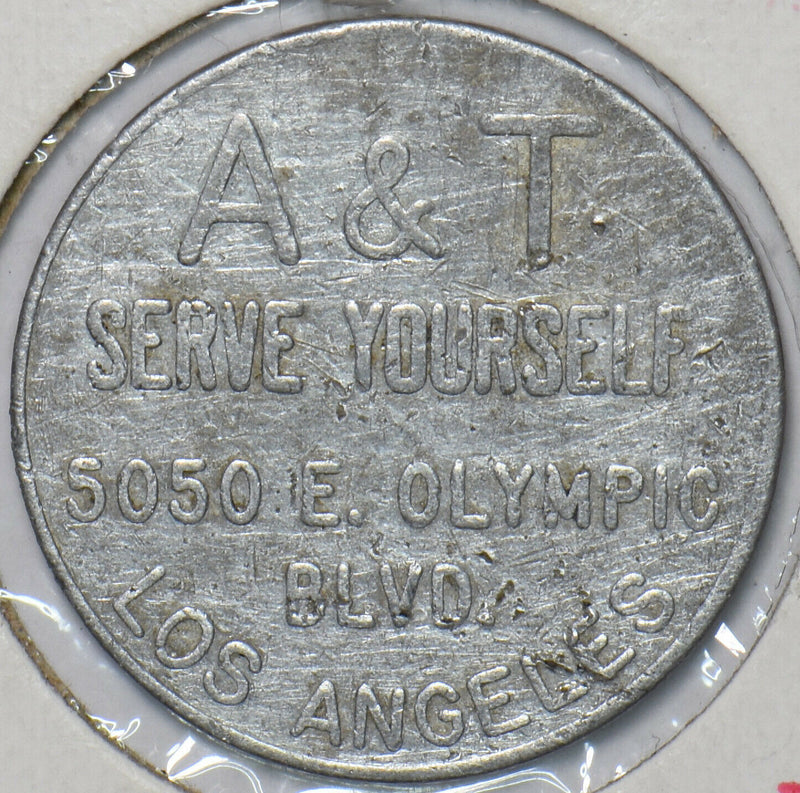 A & T.
SERVE YOURSELF
5050 E. OLYMPIC
BLVD.
LOS ANGELES